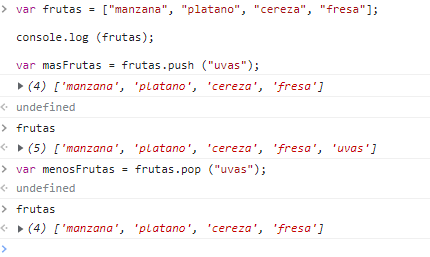 var frutas = ["manzana", "platano", "cereza", "fresa"];
console.log (frutas);
var masFrutas = frutas.push ("uvas");
(4) ['manzana', 'platano', 'cereza', 'fresa']
undefined
frutas
(5) ['manzana', 'platano', 'cereza', 'fresa', 'uvas']
var menosFrutas = frutas.pop ("uvas");
undefined
frutas
(4) ['manzana', 'platano', 'cereza', 'fresa']